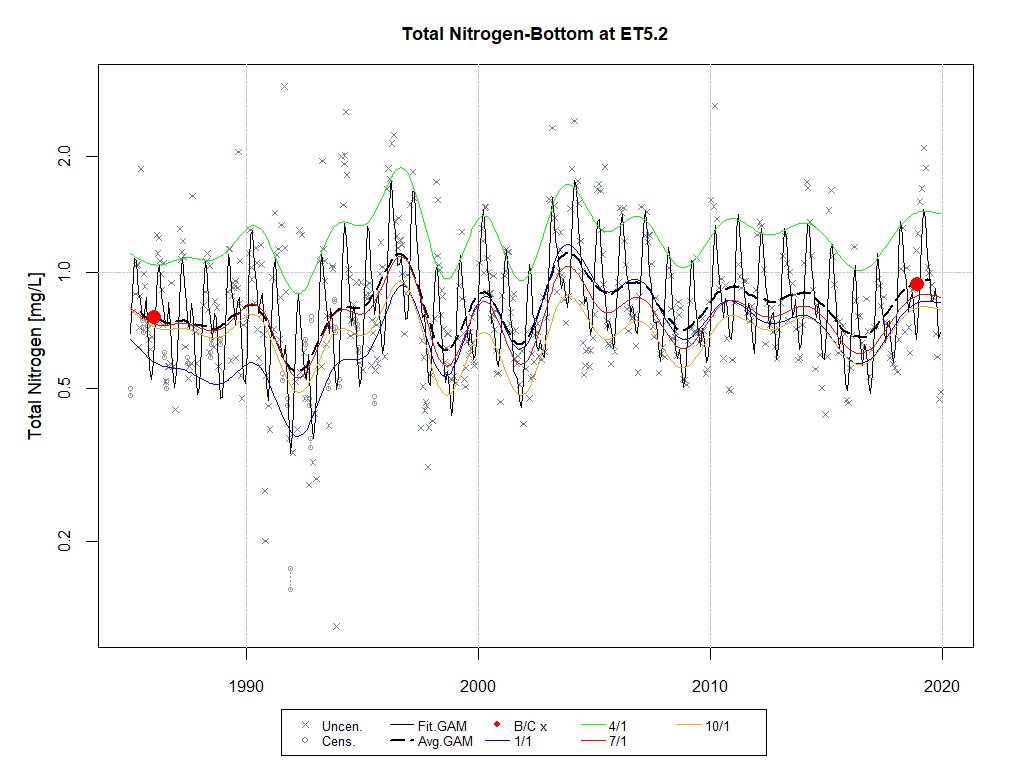 Total Nitrogen-Bottom at ET5.2
Total Nitrogen [mg/L]
2.0
1.0
0.5
0.2
1990 2000 2010 2020
Uncen. Fit.GAM B/C x 4/1 10/1
Cens. Avg.GAM 1/1 7/1